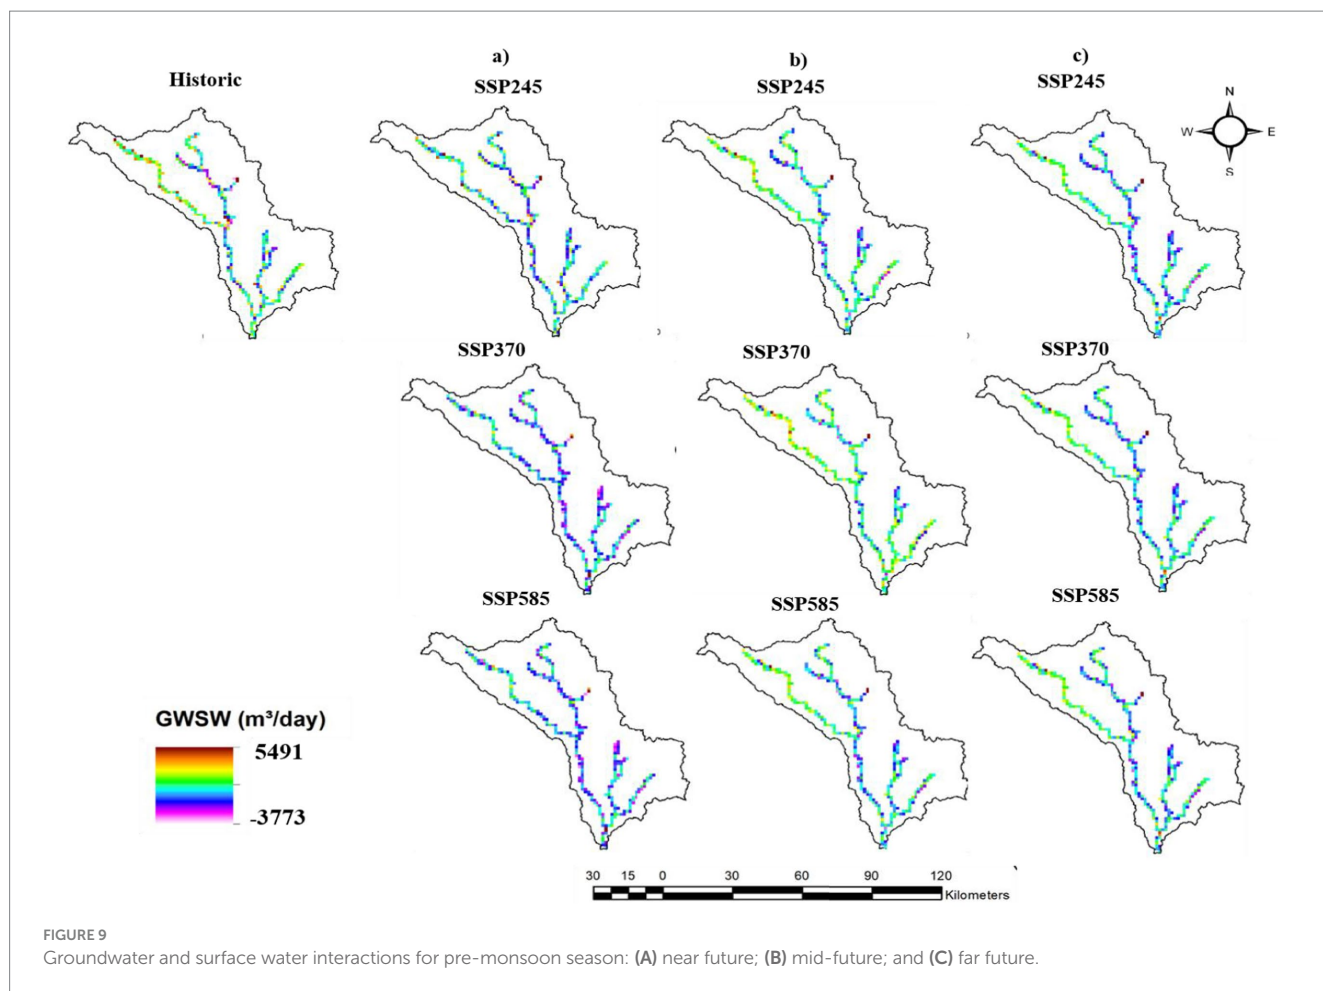 a)
b)
c)
Historic
SSP245
SSP245
SSP245
N
W
E
S
SSP370
SSP370
SSP370
SSP585
SSP585
SSP585
GWSW (m³/day)
5491
-3773
30 15 0 30 60 90 120
Kilometers
FIGURE 9
Groundwater and surface water interactions for pre-monsoon season: (A) near future; (B) mid-future; and (C) far future.